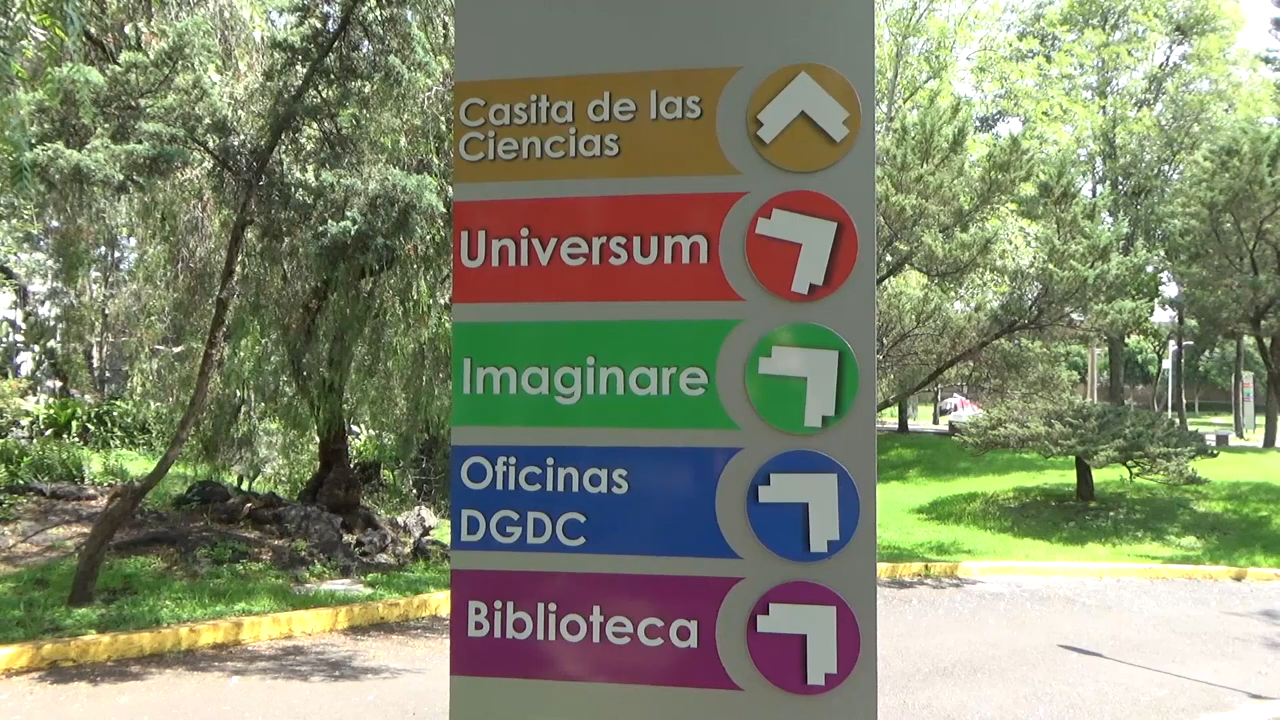 Casita de las
Ciencias
Universum
Imaginare
Oficinas
DGDC
Biblioteca